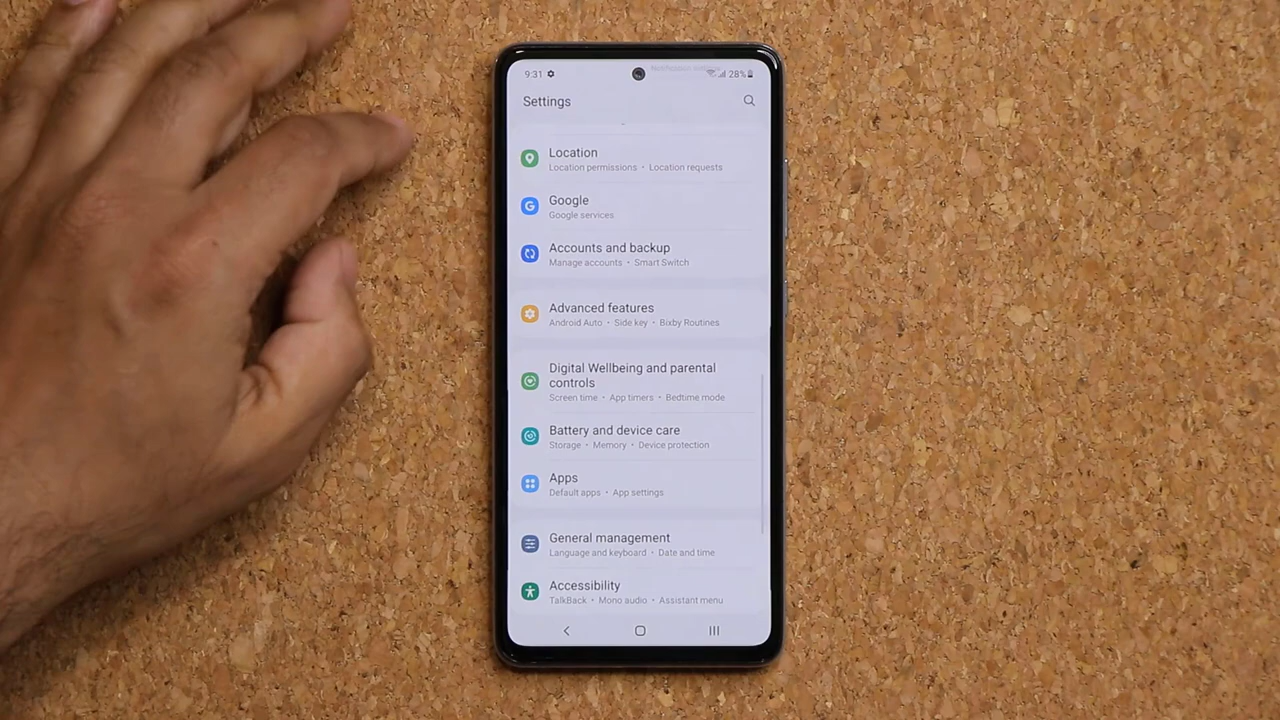 9:31 28%
Settings
Location
Location permissions • Location requests
Google
Google services
Accounts and backup
Manage accounts • Smart Switch
Advanced features
Android Auto • Side key • Bixby Routines
Digital Wellbeing and parental
controls
Screen time • App timers • Bedtime mode
Battery and device care
Storage • Memory • Device protection
Apps
Default apps • App settings
General management
Language and keyboard • Date and time
Accessibility
TalkBack • Mono audio • Assistant menu